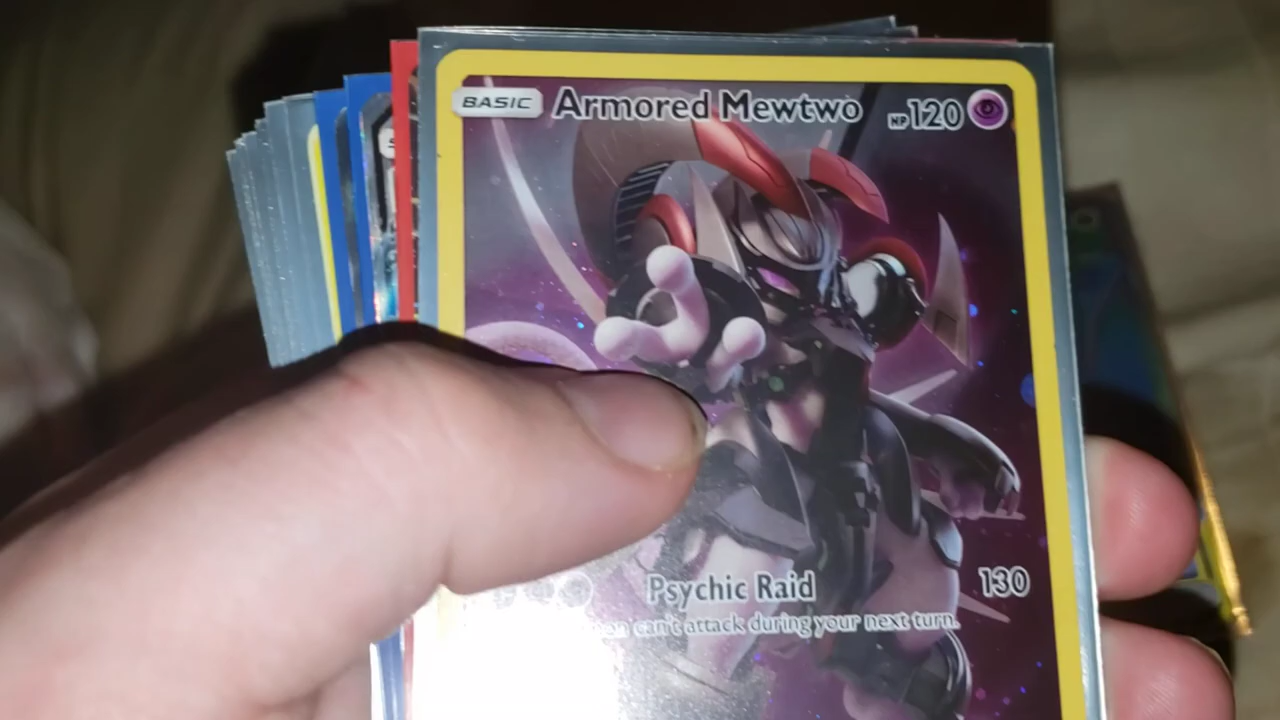 BASIC Armored Mewtwo HP120
Psychic Raid 130
can't attack during your next turn.